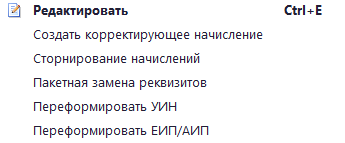 Редактировать Ctrl+E
Создать корректирующее начисление
Сторнирование начислений
Пакетная замена реквизитов
Переформировать УИН
Переформировать ЕИП/АИП